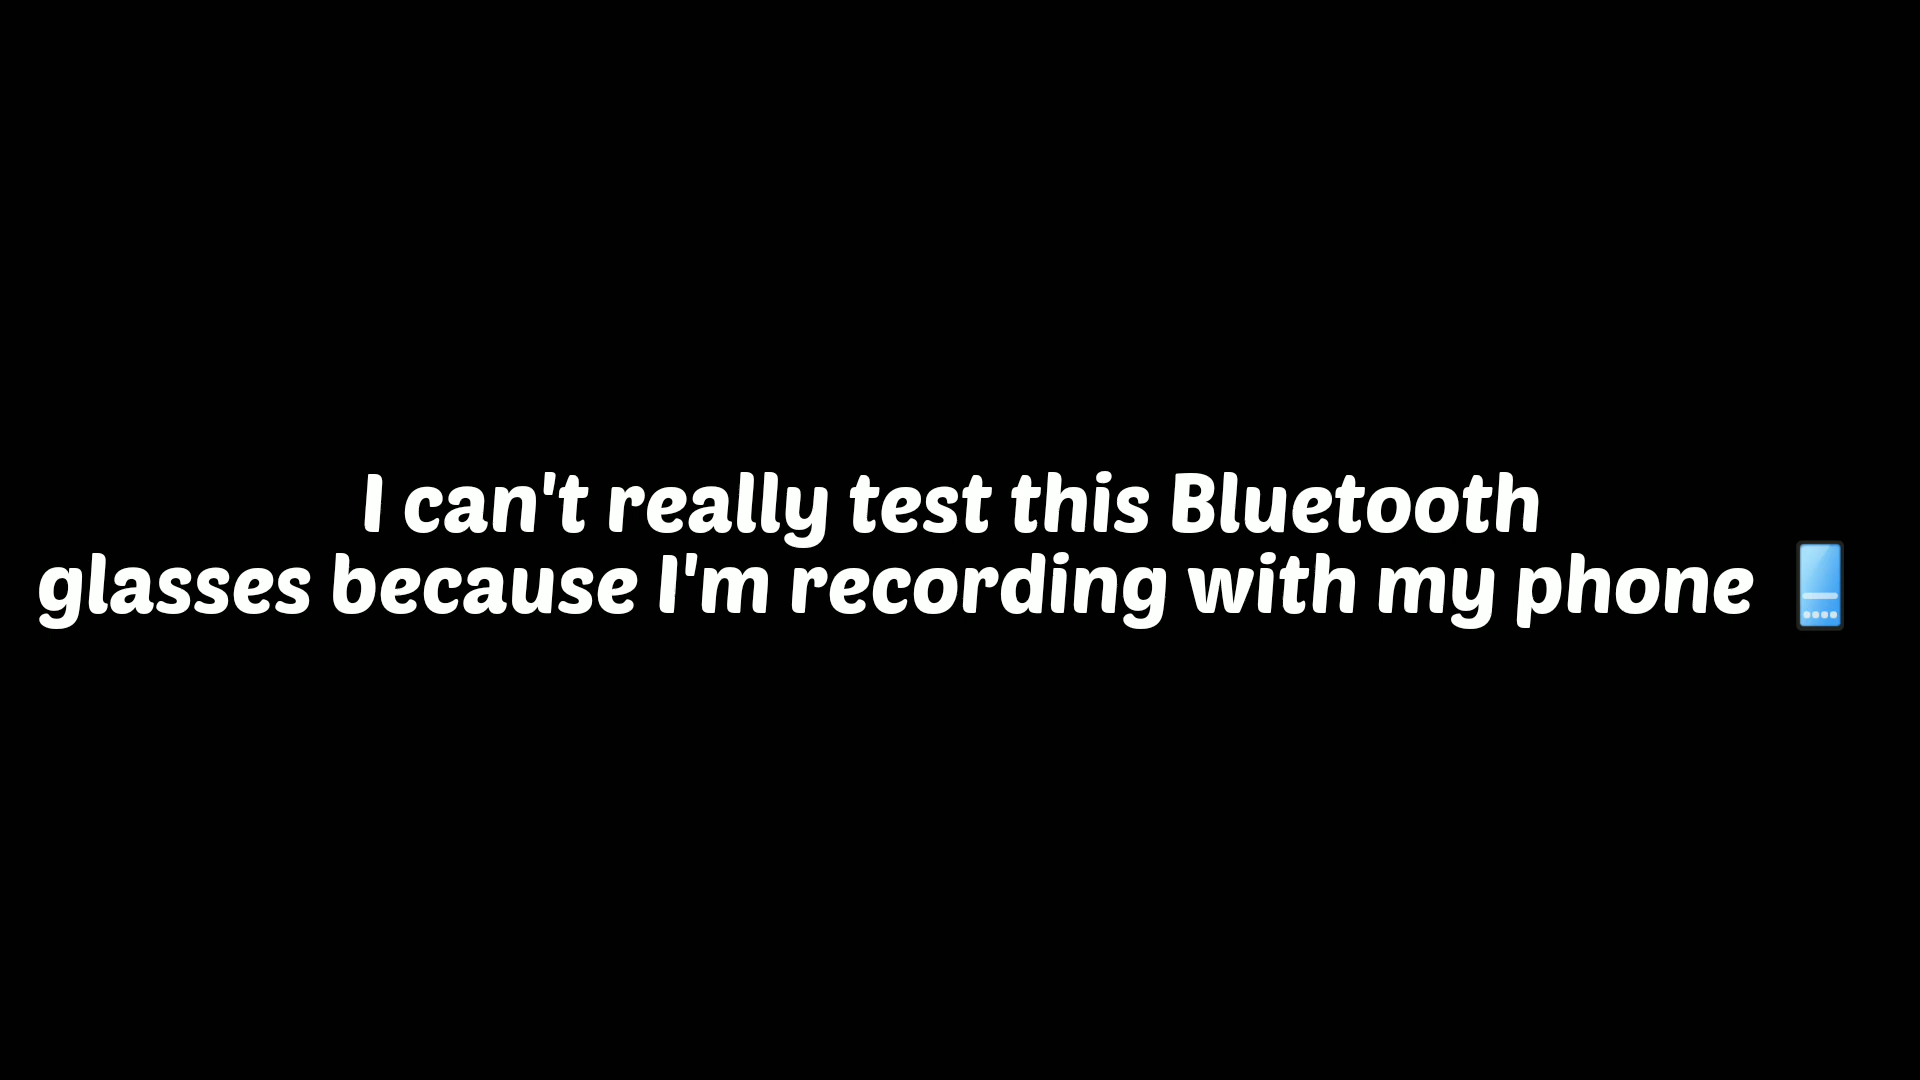 I can't really test this Bluetooth
glasses because I'm recording with my phone 📱